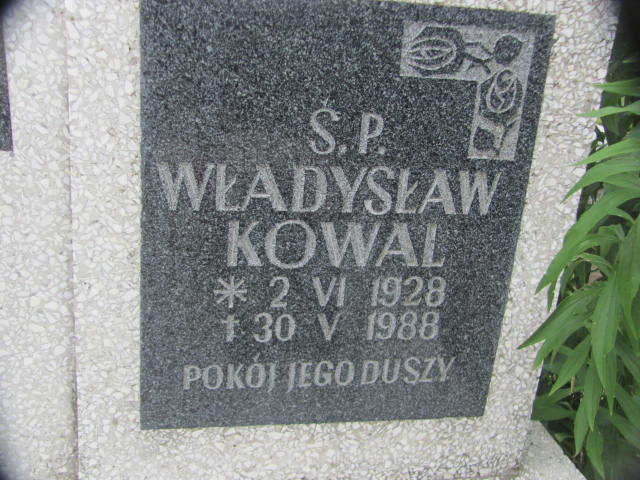 Ś.P.
WŁADYSŁAW
KOWAL
* 2 VI 1928
† 30 V 1988
POKÓJ JEGO DUSZY